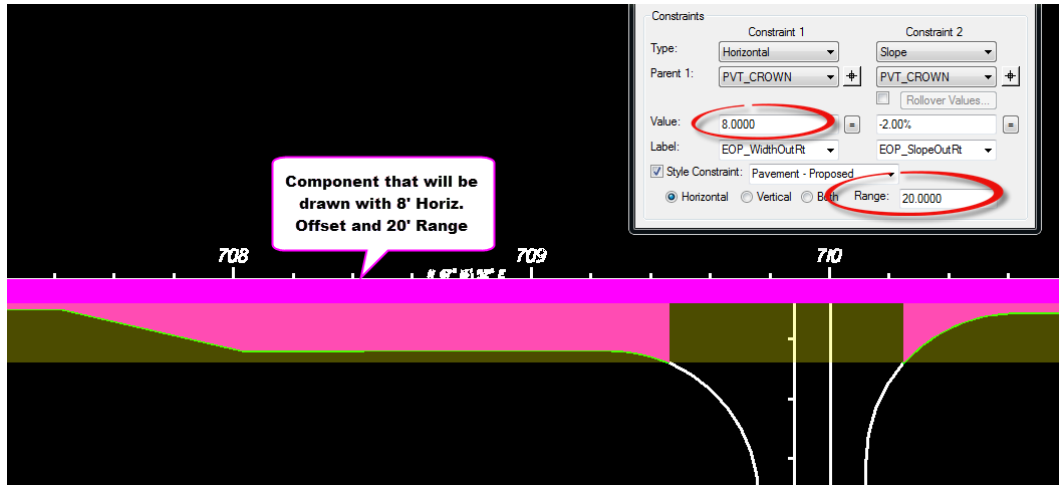 Constraints
Constraint 1 Constraint 2
Type: Horizontal Slope
Parent 1: PVT_CROWN PVT_CROWN
Rollover Values...
Value: 8.0000 = -2.00% =
Label: EOP_WidthOutRt EOP_SlopeOutRt
Style Constraint: Pavement - Proposed
Horizontal Vertical Both Range: 20.0000
Component that will be
drawn with 8' Horiz.
Offset and 20' Range
708 709 710